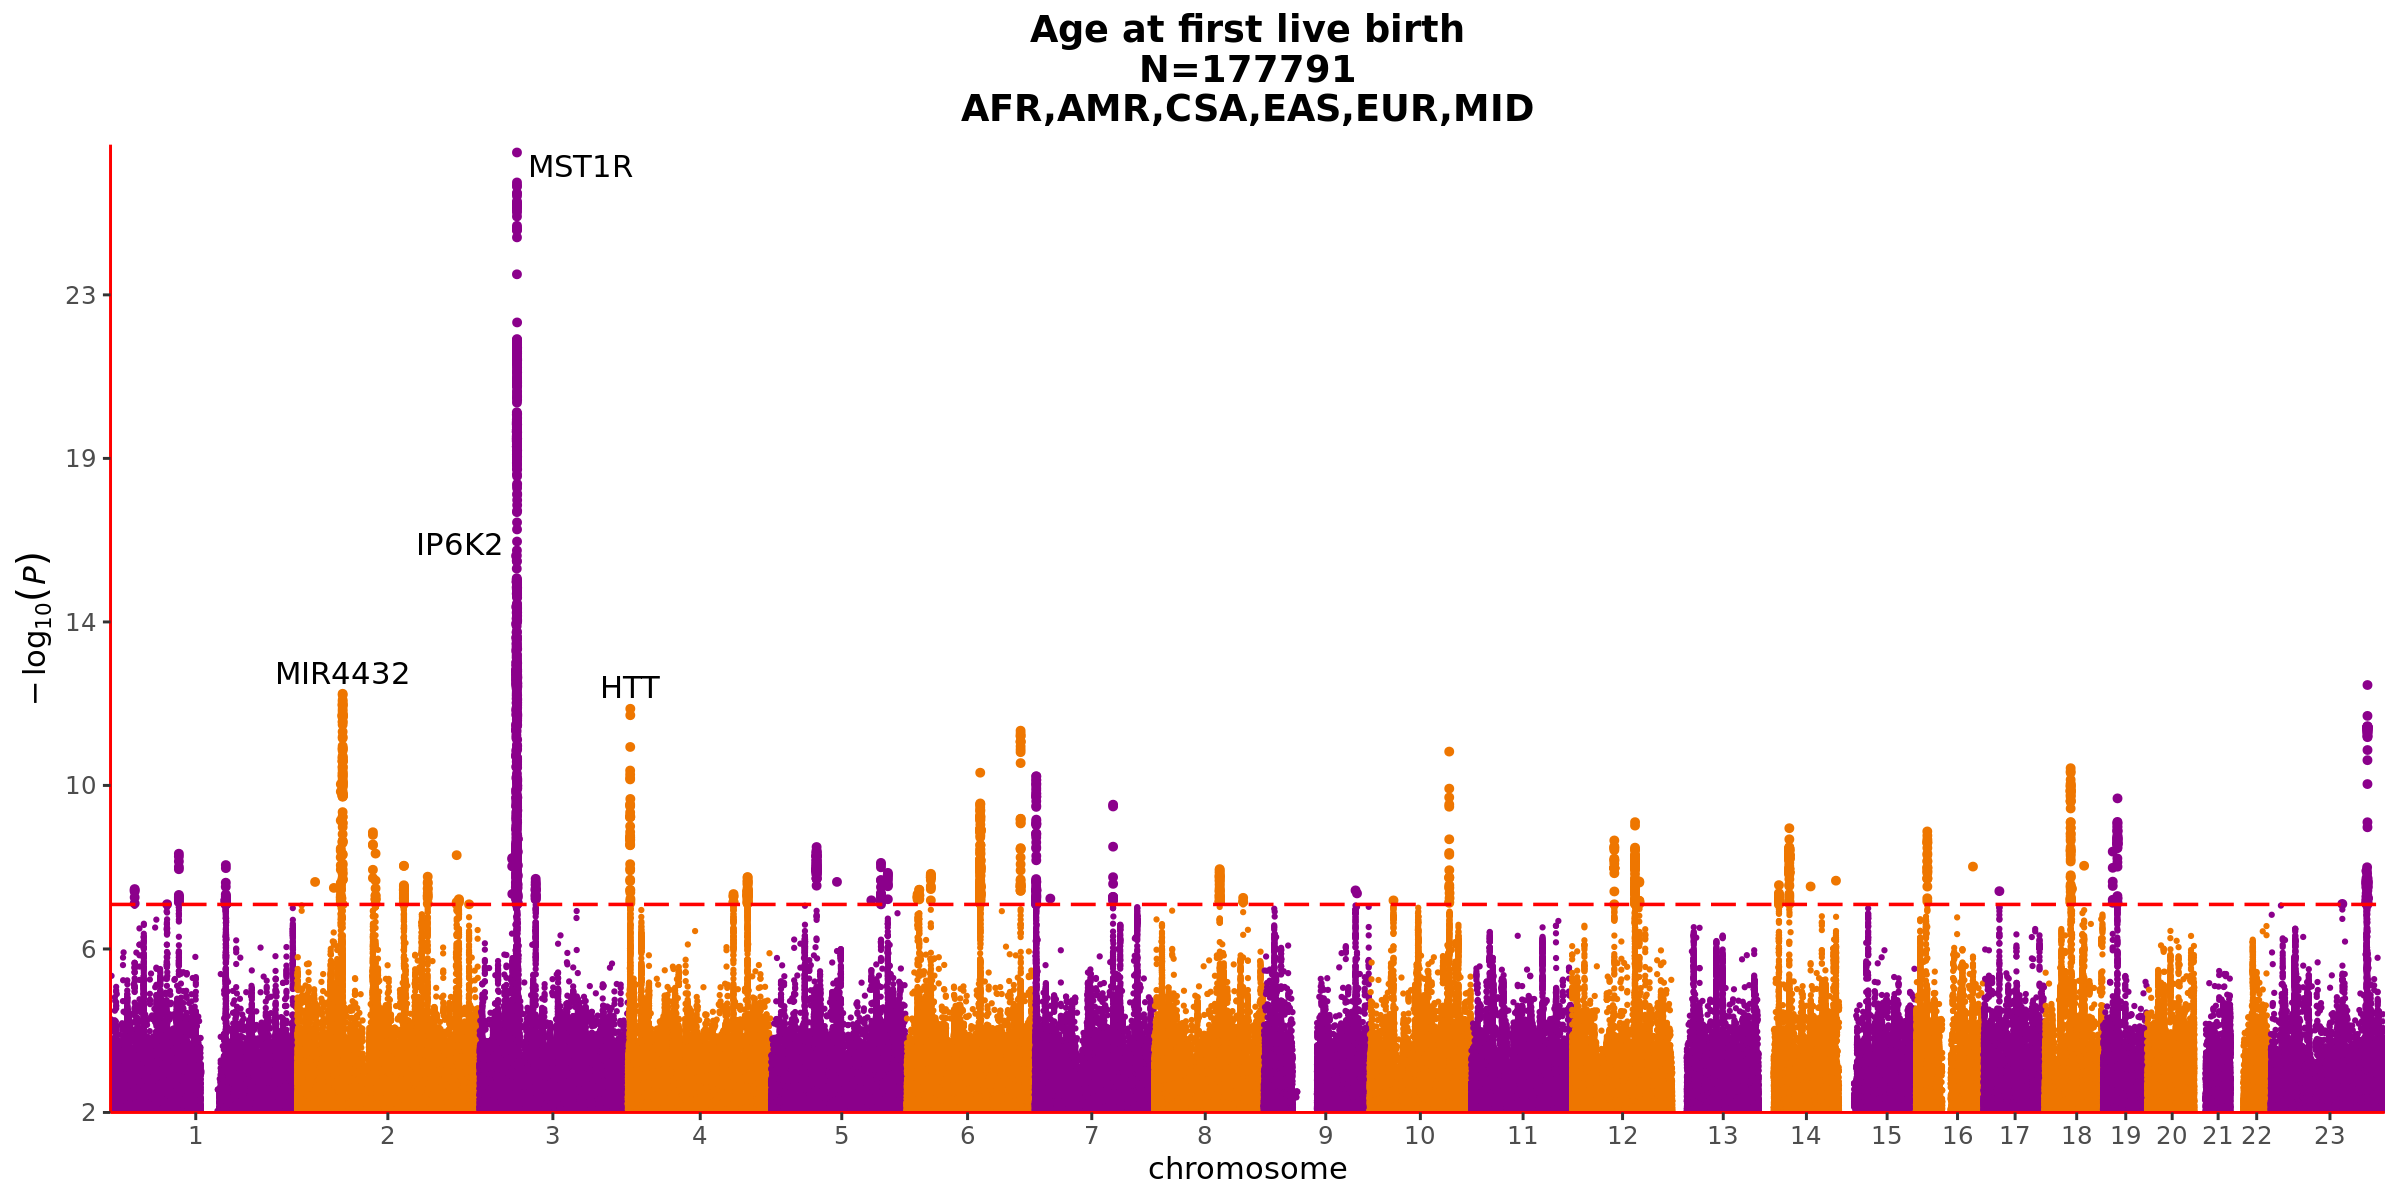 Age at first live birth
N=177791
AFR,AMR,CSA,EAS,EUR,MID
MST1R
23
19
IP6K2
14
MIR4432
HTT
10
6
2
−log10(P)
1 2 3 4 5 6 7 8 9 10 11 12 13 14 15 16 17 18 19 20 21 22 23
chromosome